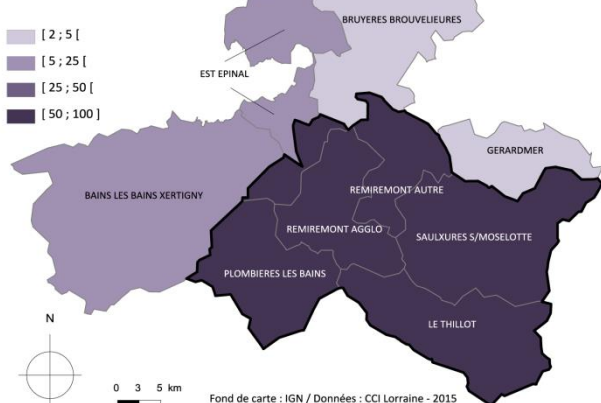 BRUYERES BROUVELIEURES
[ 2 ; 5 [
[ 5 ; 25 [
[ 25 ; 50 [
[ 50 ; 100 ]
EST EPINAL
GERARDMER
BAINS LES BAINS XERTIGNY
REMIREMONT AUTRE
REMIREMONT AGGLO
SAULXURES S/MOSELOTTE
PLOMBIERES LES BAINS
LE THILLOT
N
0 3 5 km
Fond de carte : IGN / Données : CCI Lorraine - 2015